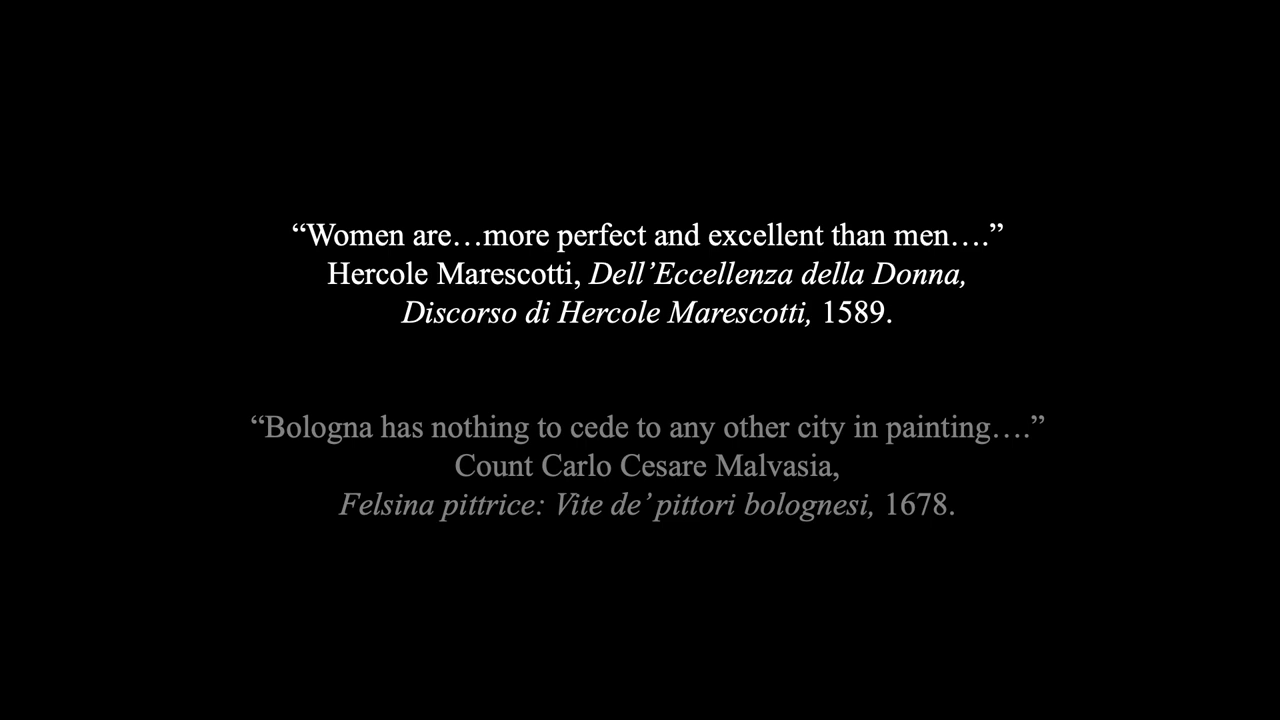 “Women are…more perfect and excellent than men….”
Hercole Marescotti, Dell’Eccellenza della Donna,
Discorso di Hercole Marescotti, 1589.
“Bologna has nothing to cede to any other city in painting….”
Count Carlo Cesare Malvasia,
Felsina pittrice: Vite de’ pittori bolognesi, 1678.